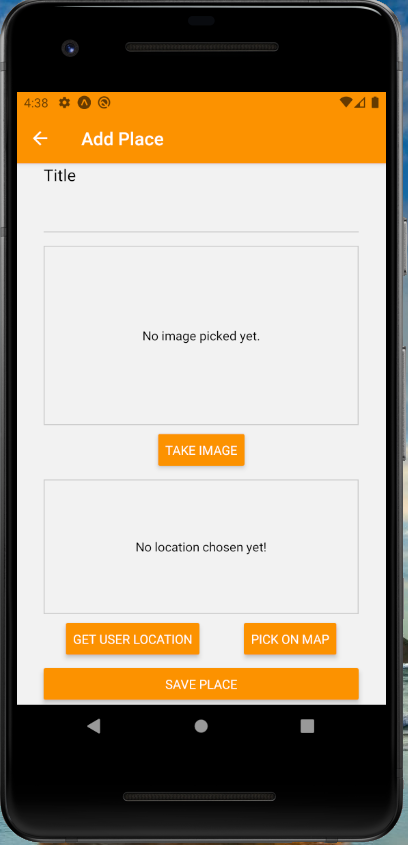 4:38
Add Place
Title
No image picked yet.
TAKE IMAGE
No location chosen yet!
GET USER LOCATION PICK ON MAP
SAVE PLACE